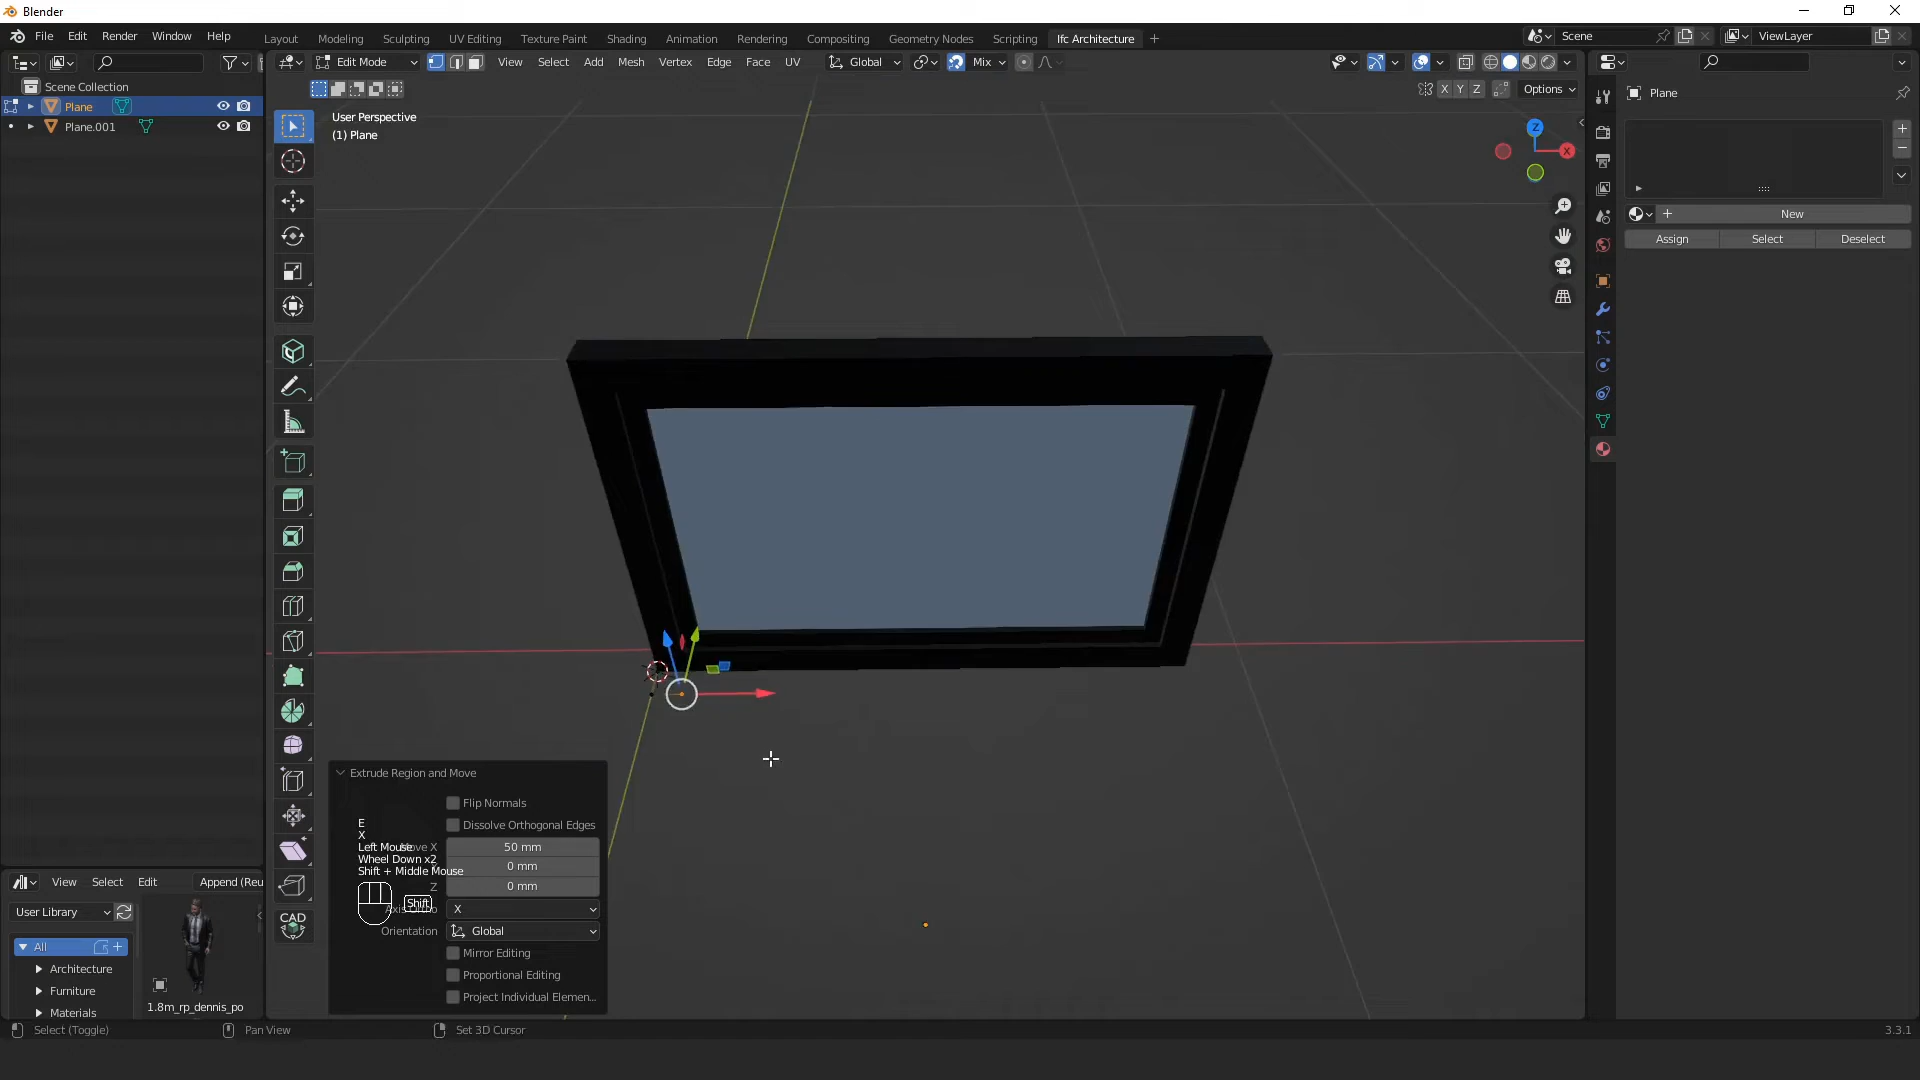 Blender
File Edit Render Window Help
Layout Modeling Sculpting UV Editing Texture Paint Shading Animation Rendering Compositing Geometry Nodes Scripting Ifc Architecture
Scene
ViewLayer
Edit Mode
View Select Add Mesh Vertex Edge Face UV
Global
Mix
X Y Z
Options
Scene Collection
Plane
Plane.001
User Perspective
(1) Plane
Z
X
Plane
New
Assign Select Deselect
Extrude Region and Move
Flip Normals
Dissolve Orthogonal Edges
E
X
Left Mouse
Wheel Down x2
Shift + Middle Mouse
Shift
Move X 50 mm
0 mm
Z 0 mm
Axis Ortho X
Orientation Global
Mirror Editing
Proportional Editing
Project Individual Elemen...
CAD
View Select Edit Append (Reu
User Library
All
Architecture
Furniture
Materials
1.8m_rp_dennis_po
Select (Toggle) Pan View Set 3D Cursor 3.3.1